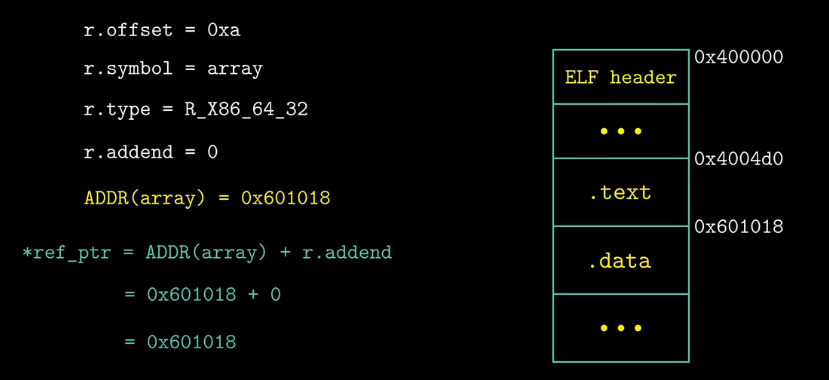 r.offset = 0xa
r.symbol = array
r.type = R_X86_64_32
r.addend = 0
ADDR(array) = 0x601018
*ref_ptr = ADDR(array) + r.addend
= 0x601018 + 0
= 0x601018
0x400000
ELF header
•••
0x4004d0
.text
0x601018
.data
•••